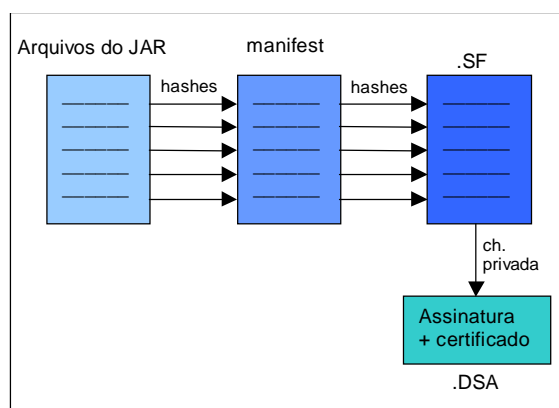 Arquivos do JAR
manifest
.SF
hashes
hashes
ch.
privada
Assinatura
+ certificado
.DSA